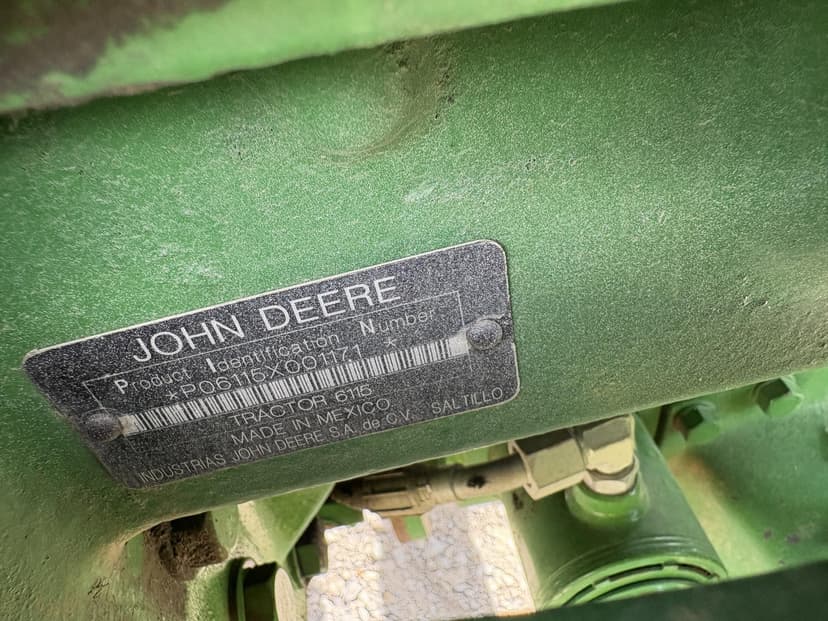 JOHN DEERE
Product Identification Number
*P06115X001171*
TRACTOR 6115
MADE IN MEXICO
INDUSTRIAS JOHN DEERE S.A. de C.V. SALTILLO